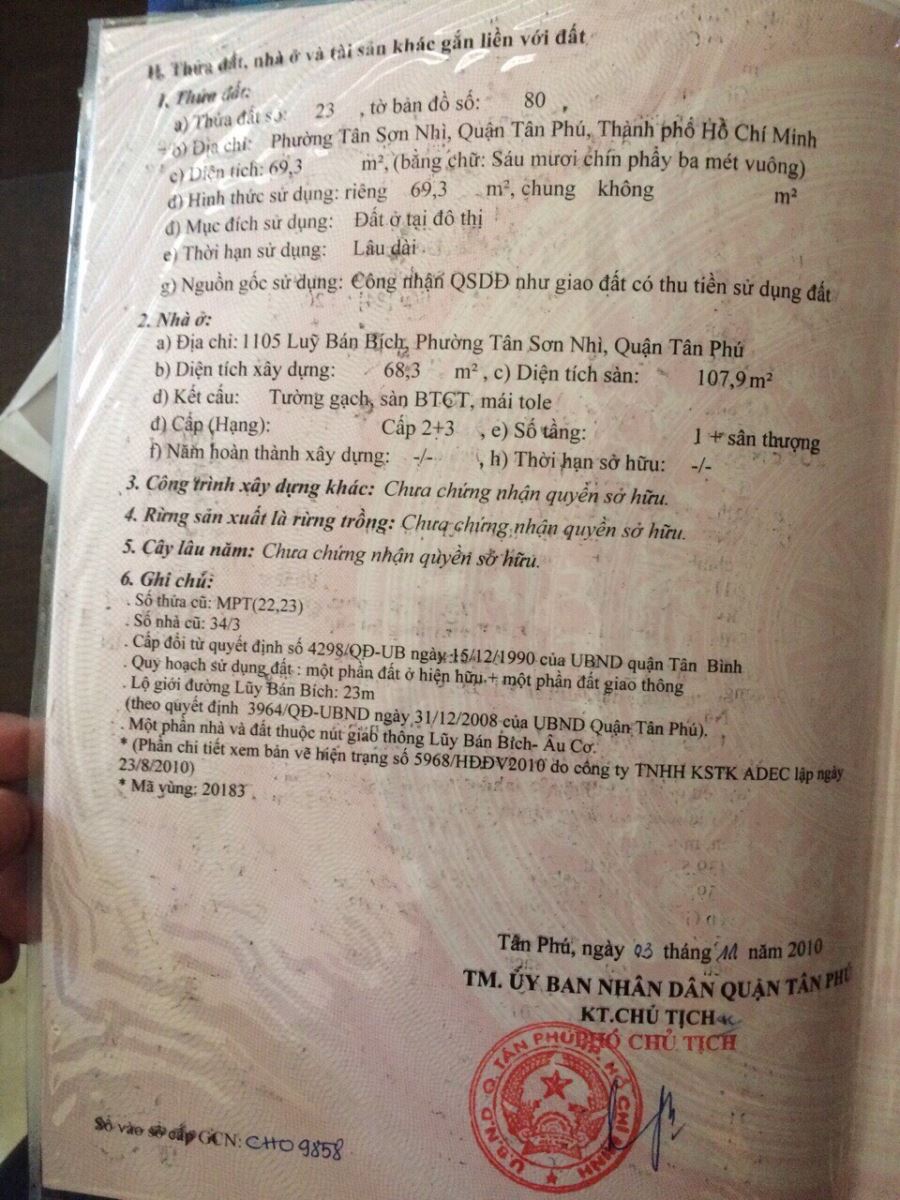 II. Thửa đất, nhà ở và tài sản khác gắn liền với đất
1. Thửa đất:
a) Thửa đất số: 23 , tờ bản đồ số: 80 ,
b) Địa chỉ: Phường Tân Sơn Nhì, Quận Tân Phú, Thành phố Hồ Chí Minh
c) Diện tích: 69,3 m², (bằng chữ: Sáu mươi chín phẩy ba mét vuông)
d) Hình thức sử dụng: riêng 69,3 m², chung không m²
đ) Mục đích sử dụng: Đất ở tại đô thị
e) Thời hạn sử dụng: Lâu dài
g) Nguồn gốc sử dụng: Công nhận QSDĐ như giao đất có thu tiền sử dụng đất
2. Nhà ở:
a) Địa chỉ: 1105 Luỹ Bán Bích, Phường Tân Sơn Nhì, Quận Tân Phú
b) Diện tích xây dựng: 68,3 m² , c) Diện tích sàn: 107,9 m²
d) Kết cấu: Tường gạch, sàn BTCT, mái tole
đ) Cấp (Hạng): Cấp 2+3 , e) Số tầng: 1 + sân thượng
f) Năm hoàn thành xây dựng: -/- , h) Thời hạn sở hữu: -/-
3. Công trình xây dựng khác: Chưa chứng nhận quyền sở hữu.
4. Rừng sản xuất là rừng trồng: Chưa chứng nhận quyền sở hữu.
5. Cây lâu năm: Chưa chứng nhận quyền sở hữu.
6. Ghi chú:
. Số thửa cũ: MPT(22,23)
. Số nhà cũ: 34/3
. Cấp đổi từ quyết định số 4298/QĐ-UB ngày 15/12/1990 của UBND quận Tân Bình
. Quy hoạch sử dụng đất : một phần đất ở hiện hữu + một phần đất giao thông
. Lộ giới đường Lũy Bán Bích: 23m
(theo quyết định 3964/QĐ-UBND ngày 31/12/2008 của UBND Quận Tân Phú).
. Một phần nhà và đất thuộc nút giao thông Lũy Bán Bích- Âu Cơ.
* (Phần chi tiết xem bản vẽ hiện trạng số 5968/HĐĐV2010 do công ty TNHH KSTK ADEC lập ngày
23/8/2010)
* Mã vùng: 20183
Tân Phú, ngày 03 tháng 11 năm 2010
TM. ỦY BAN NHÂN DÂN QUẬN TÂN PHÚ
KT.CHỦ TỊCH
PHÓ CHỦ TỊCH
U.B.N.D Q. TÂN PHÚ T.P. HỒ CHÍ MINH
Số vào sổ cấp GCN: CH09858